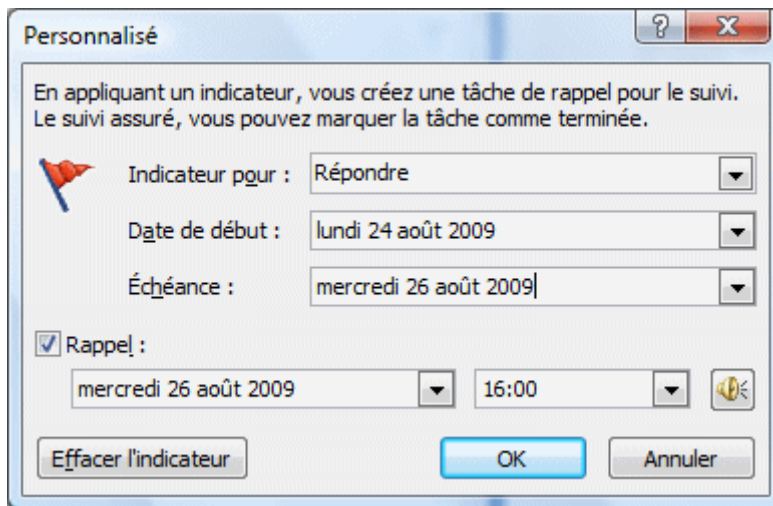 Personnalisé
En appliquant un indicateur, vous créez une tâche de rappel pour le suivi.
Le suivi assuré, vous pouvez marquer la tâche comme terminée.
Indicateur pour : Répondre
Date de début : lundi 24 août 2009
Échéance : mercredi 26 août 2009
Rappel :
mercredi 26 août 2009 16:00
Effacer l'indicateur OK Annuler